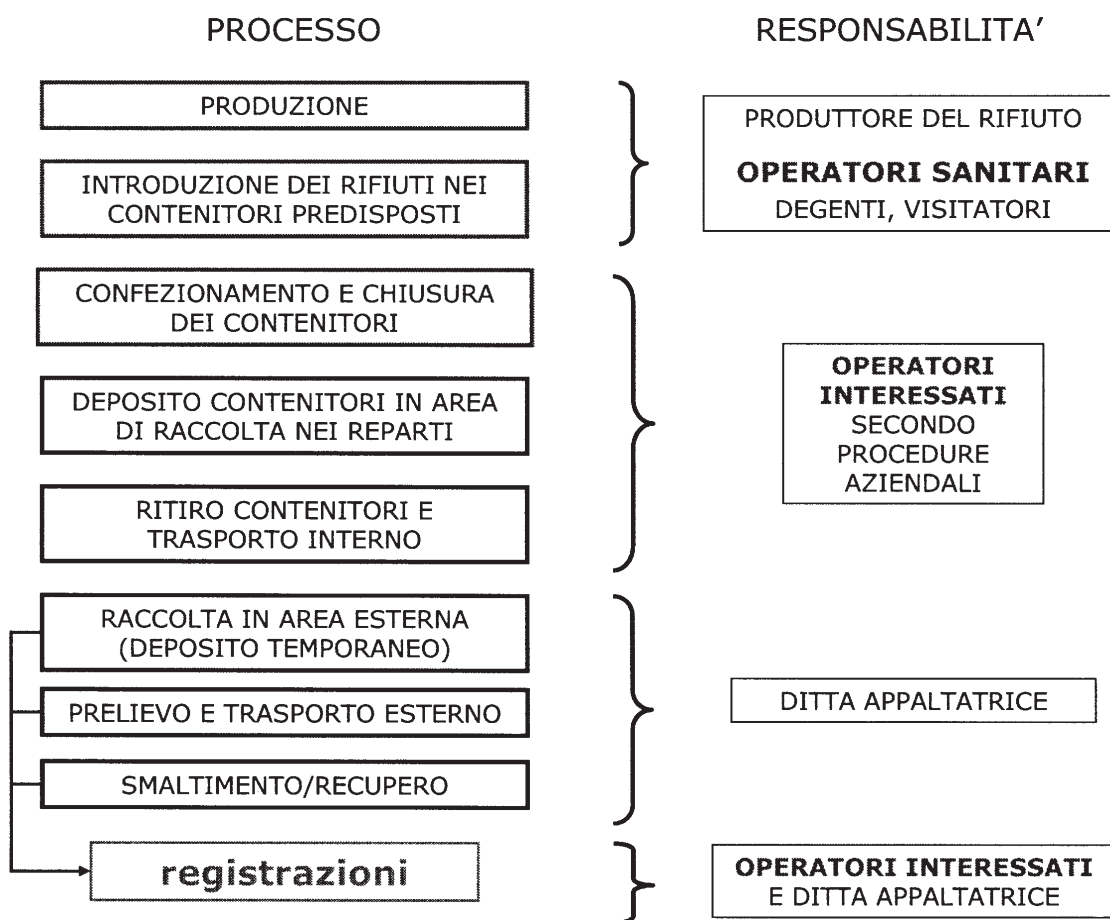 PROCESSO
RESPONSABILITA'
PRODUZIONE
INTRODUZIONE DEI RIFIUTI NEI
CONTENITORI PREDISPOSTI
PRODUTTORE DEL RIFIUTO
OPERATORI SANITARI
DEGENTI, VISITATORI
CONFEZIONAMENTO E CHIUSURA
DEI CONTENITORI
DEPOSITO CONTENITORI IN AREA
DI RACCOLTA NEI REPARTI
RITIRO CONTENITORI E
TRASPORTO INTERNO
OPERATORI
INTERESSATI
SECONDO
PROCEDURE
AZIENDALI
RACCOLTA IN AREA ESTERNA
(DEPOSITO TEMPORANEO)
PRELIEVO E TRASPORTO ESTERNO
SMALTIMENTO/RECUPERO
DITTA APPALTATRICE
registrazioni
OPERATORI INTERESSATI
E DITTA APPALTATRICE